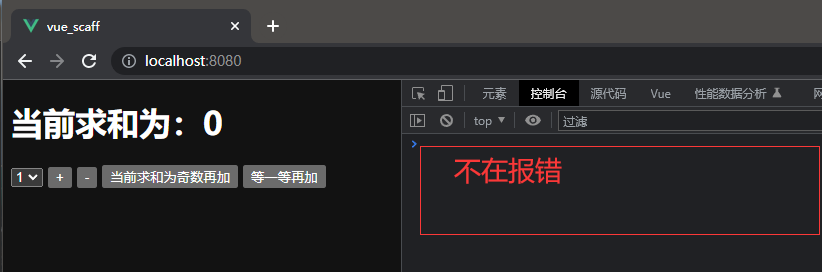 vue_scaff
localhost:8080
元素 控制台 源代码 Vue 性能数据分析 网
top 过滤
当前求和为：0
不在报错
1 + - 当前求和奇数再加 等一等再加